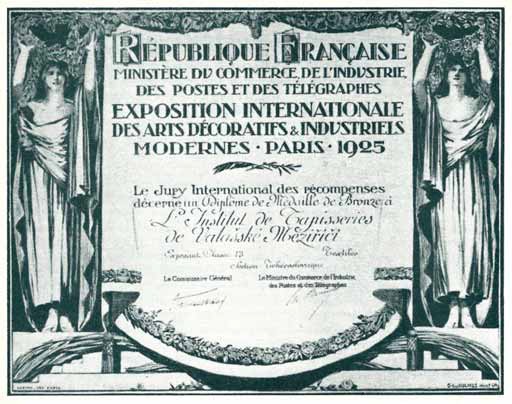 RÉPUBLIQUE FRANÇAISE
MINISTÈRE DU COMMERCE, DE L'INDUSTRIE,
DES POSTES ET DES TÉLÉGRAPHES
EXPOSITION INTERNATIONALE
DES ARTS DÉCORATIFS & INDUSTRIELS
MODERNES · PARIS · 1925
Le Jury International des récompenses
décerne un Diplôme de Médaille de Bronze à
L'Institut de Tapisseries
de Valašské Meziříčí
Exposant Classe 13 Textiles
Section Tchécoslovaque
Le Commissaire Général
Le Ministre du Commerce, de l'Industrie,
des Postes et des Télégraphes